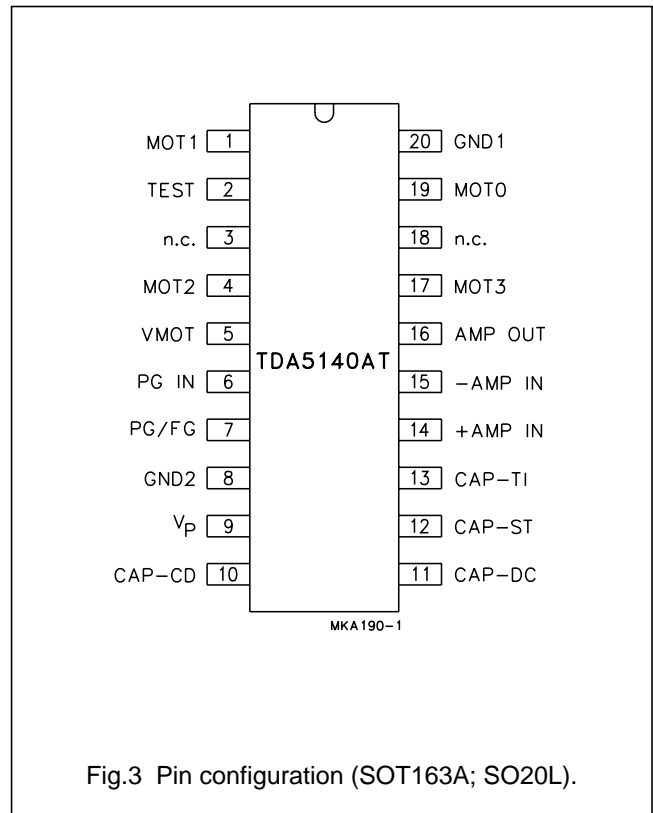 MOT1 1 20 GND1
TEST 2 19 MOT0
n.c. 3 18 n.c.
MOT2 4 17 MOT3
VMOT 5 16 AMP OUT
TDA5140AT
PG IN 6 15 -AMP IN
PG/FG 7 14 +AMP IN
GND2 8 13 CAP-TI
VP 9 12 CAP-ST
CAP-CD 10 11 CAP-DC
MKA190-1
Fig.3 Pin configuration (SOT163A; SO20L).